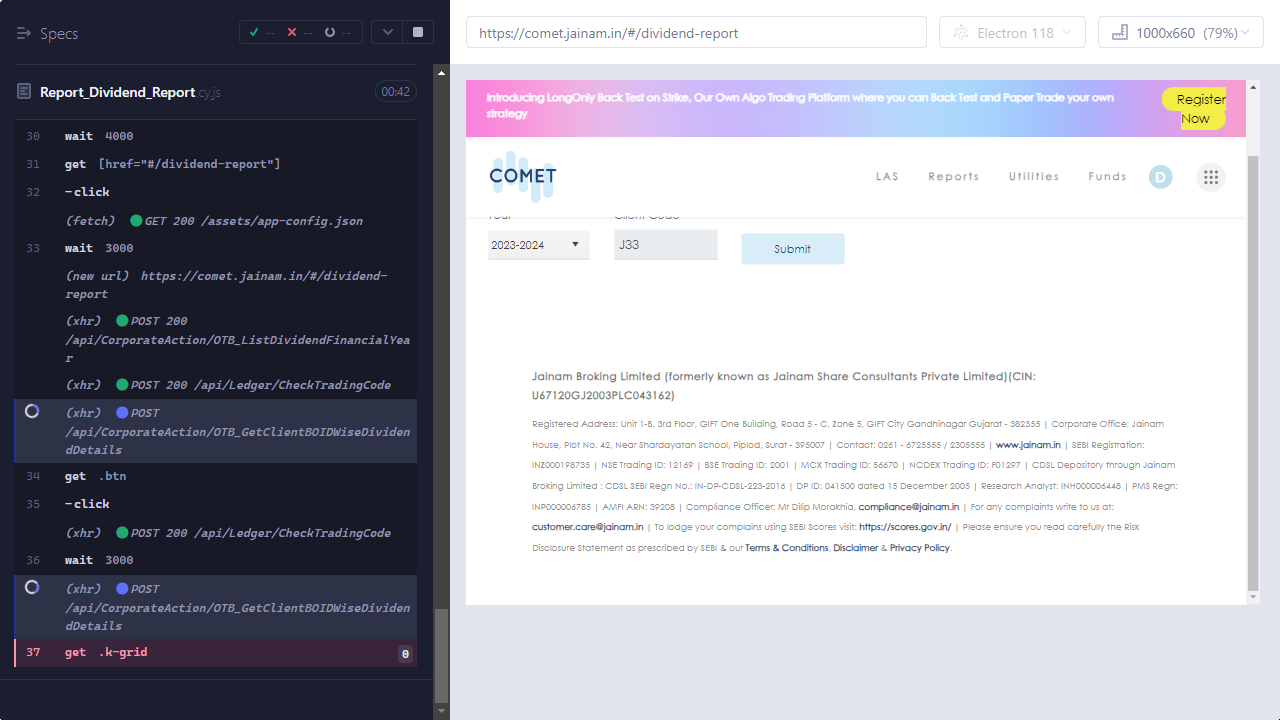 Specs
--
--
--
Report_Dividend_Report.cy.js
00:42
30 wait 4000
31 get [href="#/dividend-report"]
32 -click
(fetch) GET 200 /assets/app-config.json
33 wait 3000
(new url) https://comet.jainam.in/#/dividend-
report
(xhr) POST 200
/api/CorporateAction/OTB_ListDividendFinancialYea
r
(xhr) POST 200 /api/Ledger/CheckTradingCode
(xhr) POST
/api/CorporateAction/OTB_GetClientBOIDWiseDividen
dDetails
34 get .btn
35 -click
(xhr) POST 200 /api/Ledger/CheckTradingCode
36 wait 3000
(xhr) POST
/api/CorporateAction/OTB_GetClientBOIDWiseDividen
dDetails
37 get .k-grid 0
https://comet.jainam.in/#/dividend-report
Electron 118
1000x660 (79%)
Introducing LongOnly Back Test on Strike, Our Own Algo Trading Platform where you can Back Test and Paper Trade your own
strategy
Register
Now
COMET
LAS
Reports
Utilities
Funds
D
Year
Client Code
2023-2024
J33
Submit
Jainam Broking Limited (formerly known as Jainam Share Consultants Private Limited)(CIN:
U67120GJ2003PLC043162)
Registered Address: Unit 1-B, 3rd Floor, GIFT One Building, Road 5 - C, Zone 5, GIFT City Gandhinagar Gujarat - 382355 | Corporate Office: Jainam
House, Plot No. 42, Near Shardayatan School, Piplod, Surat - 395007 | Contact: 0261 - 6725555 / 2305555 | www.jainam.in | SEBI Registration:
INZ000198735 | NSE Trading ID: 12169 | BSE Trading ID: 2001 | MCX Trading ID: 56670 | NCDEX Trading ID: F01297 | CDSL Depository through Jainam
Broking Limited : CDSL SEBI Regn No.: IN-DP-CDSL-223-2016 | DP ID: 041500 dated 15 December 2005 | Research Analyst: INH000006448 | PMS Regn:
INP000006785 | AMFI ARN: 39208 | Compliance Officer: Mr Dilip Morakhia, compliance@jainam.in | For any complaints write to us at:
customer.care@jainam.in | To lodge your complains using SEBI Scores visit: https://scores.gov.in/ | Please ensure you read carefully the Risk
Disclosure Statement as prescribed by SEBI & our Terms & Conditions, Disclaimer & Privacy Policy.